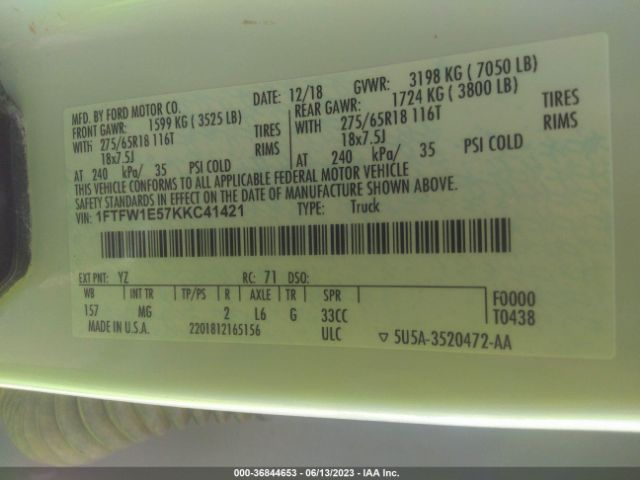 MFD. BY FORD MOTOR CO.
DATE: 12/18 GVWR: 3198 KG ( 7050 LB)
FRONT GAWR: 1599 KG ( 3525 LB)
REAR GAWR: 1724 KG ( 3800 LB)
WITH 275/65R18 116T TIRES
WITH 275/65R18 116T TIRES
18x7.5J RIMS
18x7.5J RIMS
AT 240 kPa/ 35 PSI COLD
AT 240 kPa/ 35 PSI COLD
THIS VEHICLE CONFORMS TO ALL APPLICABLE FEDERAL MOTOR VEHICLE
SAFETY STANDARDS IN EFFECT ON THE DATE OF MANUFACTURE SHOWN ABOVE.
VIN: 1FTFW1E57KKC41421 TYPE: Truck
EXT PNT: YZ RC: 71 DSO:
WB INT TR TP/PS R AXLE TR SPR F0000
157 MG 2 L6 G 33CC T0438
MADE IN U.S.A. 2201812165156 ULC ▽ 5U5A-3520472-AA
000-36844653 - 06/13/2023 - IAA Inc.